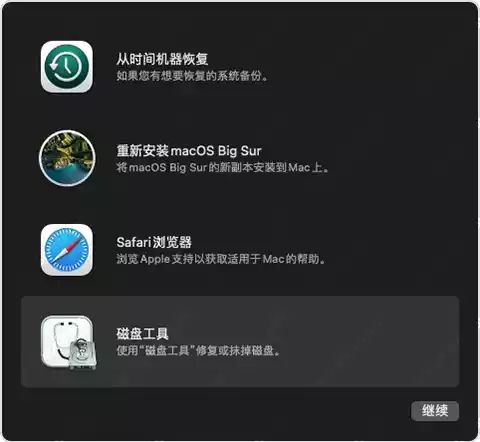 从时间机器恢复
如果您有想要恢复的系统备份。
重新安装macOS Big Sur
将macOS Big Sur的新副本安装到Mac上。
Safari浏览器
浏览Apple支持以获取适用于Mac的帮助。
磁盘工具
使用“磁盘工具”修复或抹掉磁盘。
继续